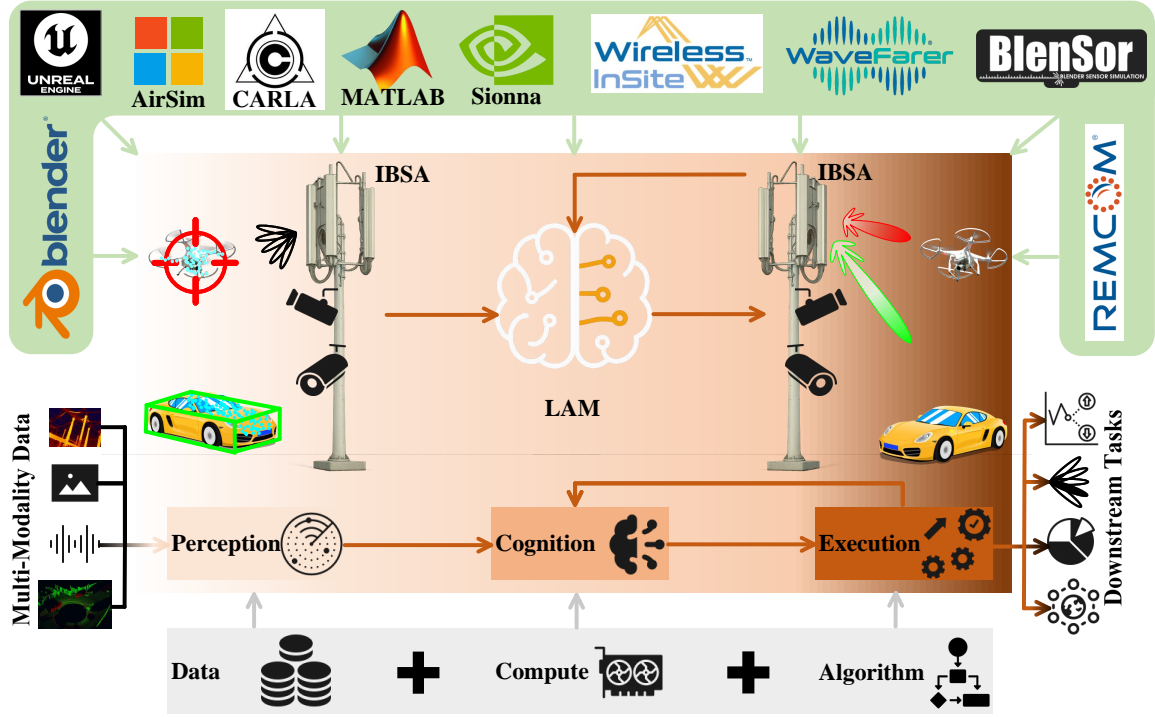 UNREAL
ENGINE
AirSim
CARLA
MATLAB
Sionna
Wireless™
InSite
WaveFarer®
BlenSor
BLENDER SENSOR SIMULATION
blender®
REMCOM®
IBSA
IBSA
LAM
Multi-Modality Data
Perception
Cognition
Execution
Downstream Tasks
Data
Compute
Algorithm